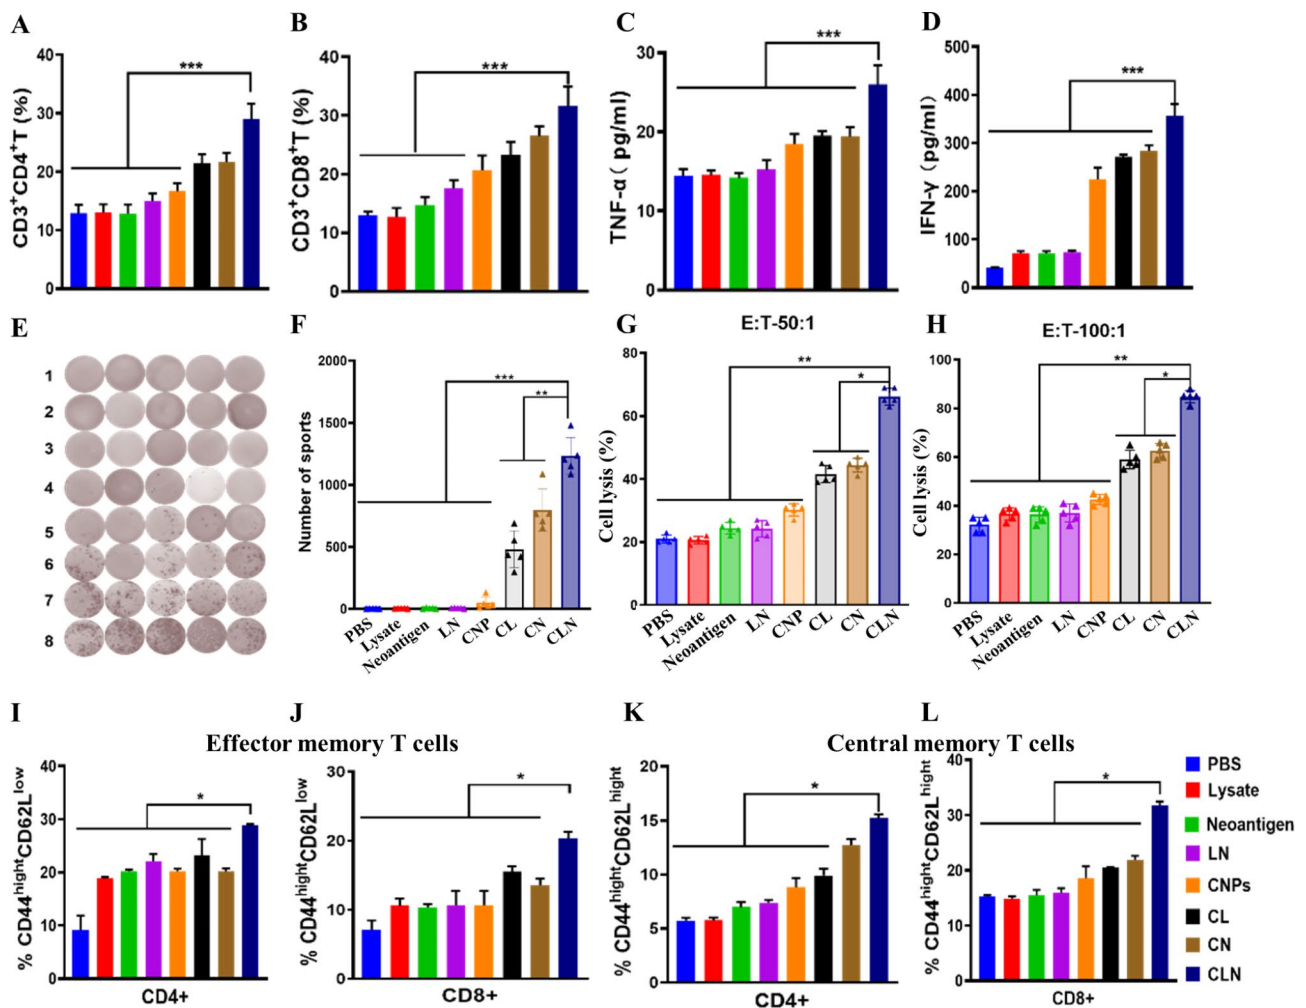 A
CD3+CD4+T (%)
40
30
20
10
0
***
B
CD3+CD8+T (%)
40
30
20
10
0
***
C
TNF-α ( pg/ml)
30
20
10
0
***
D
IFN-γ (pg/ml)
500
400
300
200
100
0
***
E
1
2
3
4
5
6
7
8
F
Number of sports
2000
1500
1000
500
0
***
**
PBS
Lysate
Neoantigen
LN
CNP
CL
CN
CLN
G
E:T-50:1
Cell lysis (%)
80
60
40
20
0
**
*
PBS
Lysate
Neoantigen
LN
CNP
CL
CN
CLN
H
E:T-100:1
Cell lysis (%)
100
80
60
40
20
0
**
*
PBS
Lysate
Neoantigen
LN
CNP
CL
CN
CLN
Effector memory T cells
I
% CD44hightCD62Llow
40
30
20
10
0
*
CD4+
J
% CD44hightCD62Llow
30
20
10
0
*
CD8+
Central memory T cells
K
% CD44hightCD62Lhight
20
15
10
5
0
*
CD4+
L
% CD44hightCD62Lhight
40
30
20
10
0
*
CD8+
PBS
Lysate
Neoantigen
LN
CNPs
CL
CN
CLN